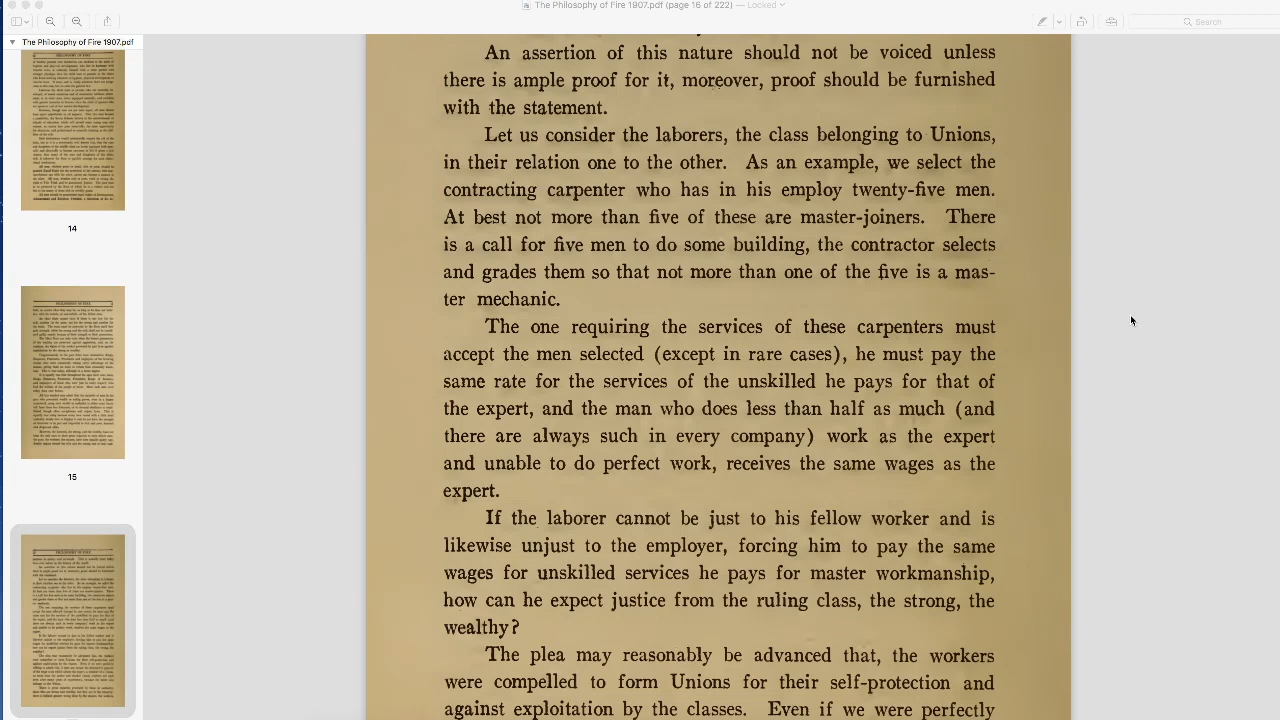 The Philosophy of Fire 1907.pdf (page 16 of 222) — Locked
Search
The Philosophy of Fire 1907.pdf
14
15
An assertion of this nature would not be voiced unless
there is ample proof for it, moreover, proof should be furnished
with the statement.
Let us consider the laborers, the class belonging to Unions,
in their relation one to the other. As an example, we select the
contracting carpenter who has in his employ twenty-five men.
At best not more than five of these are master-joiners. There
is a call for five men to do some building, the contractor selects
and grades them so that not more than one of the five is a mas-
ter mechanic.
The one requiring the services of these carpenters must
accept the men selected (except in rare cases), he must pay the
same price for the services of the unskilled he pays for that of
the expert, and the man who does less than half as much (and
there are always such in every company) work as the expert
and unable to do perfect work, receives the same wages as the
expert.
If the laborer cannot be just to his fellow worker and is
likewise unjust to the employer, forcing him to pay the same
wage for unskilled services he pays for master workmanship,
how can he expect justice from the upper class, the strong, the
wealthy?
The plea may reasonably be advanced that, the workers
were compelled to form Unions for their self-protection and
against exploitation by the classes. Even if we were perfectly